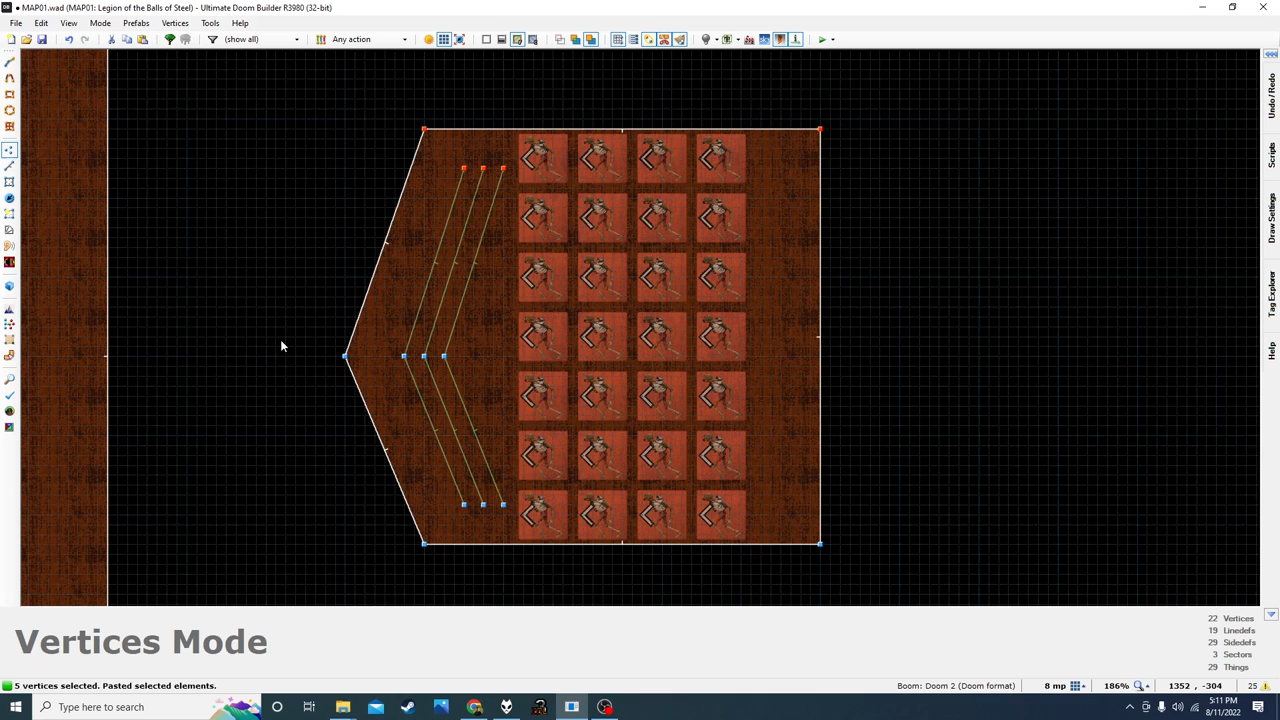 MAP01.wad (MAP01: Legion of the Balls of Steel) - Ultimate Doom Builder R3980 (32-bit)
File Edit View Mode Prefabs Vertices Tools Help
(show all) Any action
Undo / Redo
Scripts
Draw Settings
Tag Explorer
Help
Vertices Mode
22 Vertices
19 Linedefs
29 Sidedefs
3 Sectors
29 Things
5 vertices selected. Pasted selected elements. Boom: Doom 2 (Doom format) 8 mp 186% 1352 , -304 25
Type here to search
5:11 PM
8/11/2022